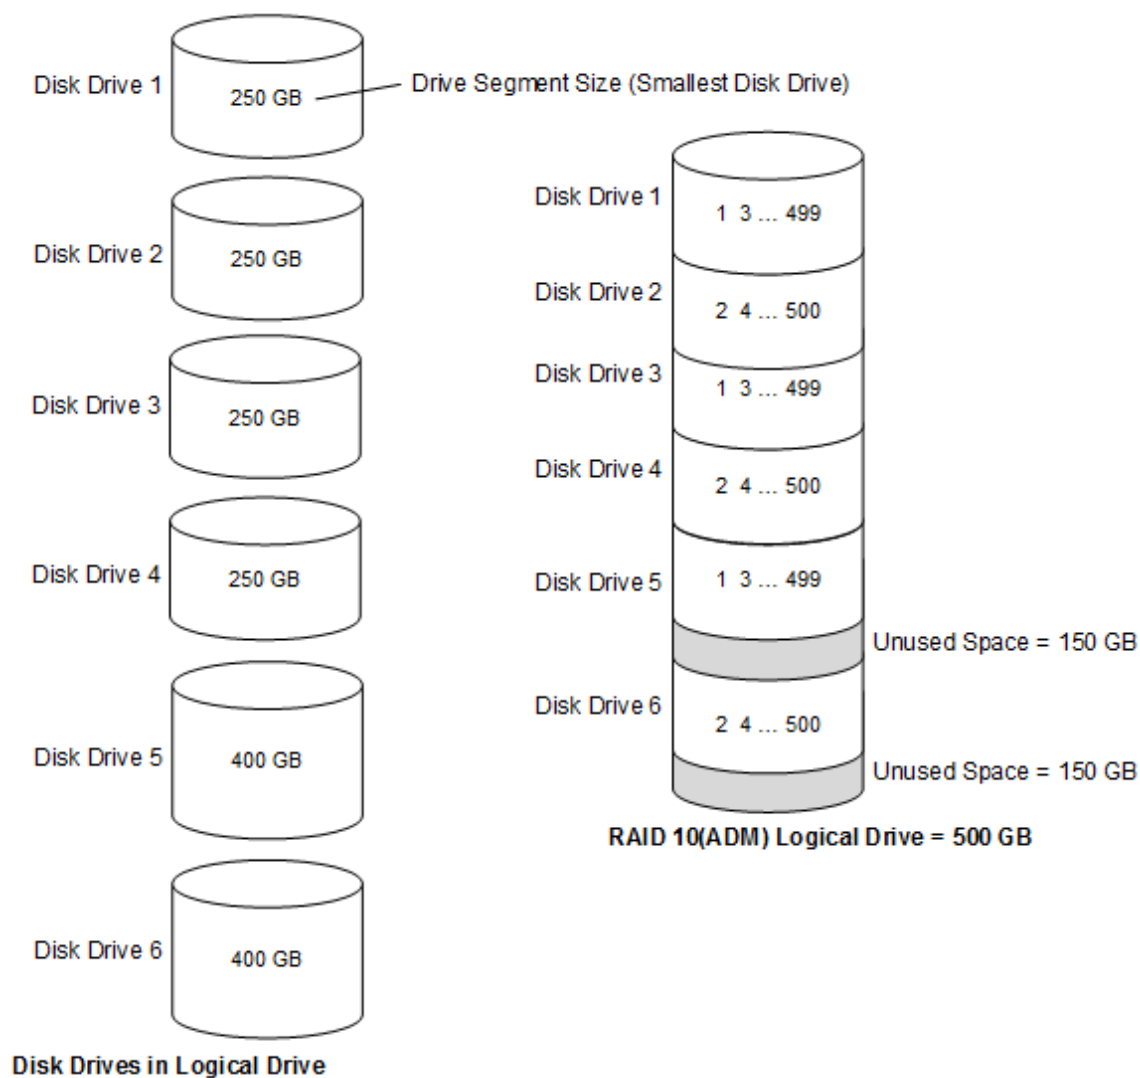 Disk Drive 1
250 GB
Drive Segment Size (Smallest Disk Drive)
Disk Drive 2
250 GB
Disk Drive 3
250 GB
Disk Drive 4
250 GB
Disk Drive 5
400 GB
Disk Drive 6
400 GB
Disk Drives in Logical Drive
Disk Drive 1
1 3 ... 499
Disk Drive 2
2 4 ... 500
Disk Drive 3
1 3 ... 499
Disk Drive 4
2 4 ... 500
Disk Drive 5
1 3 ... 499
Unused Space = 150 GB
Disk Drive 6
2 4 ... 500
Unused Space = 150 GB
RAID 10(ADM) Logical Drive = 500 GB